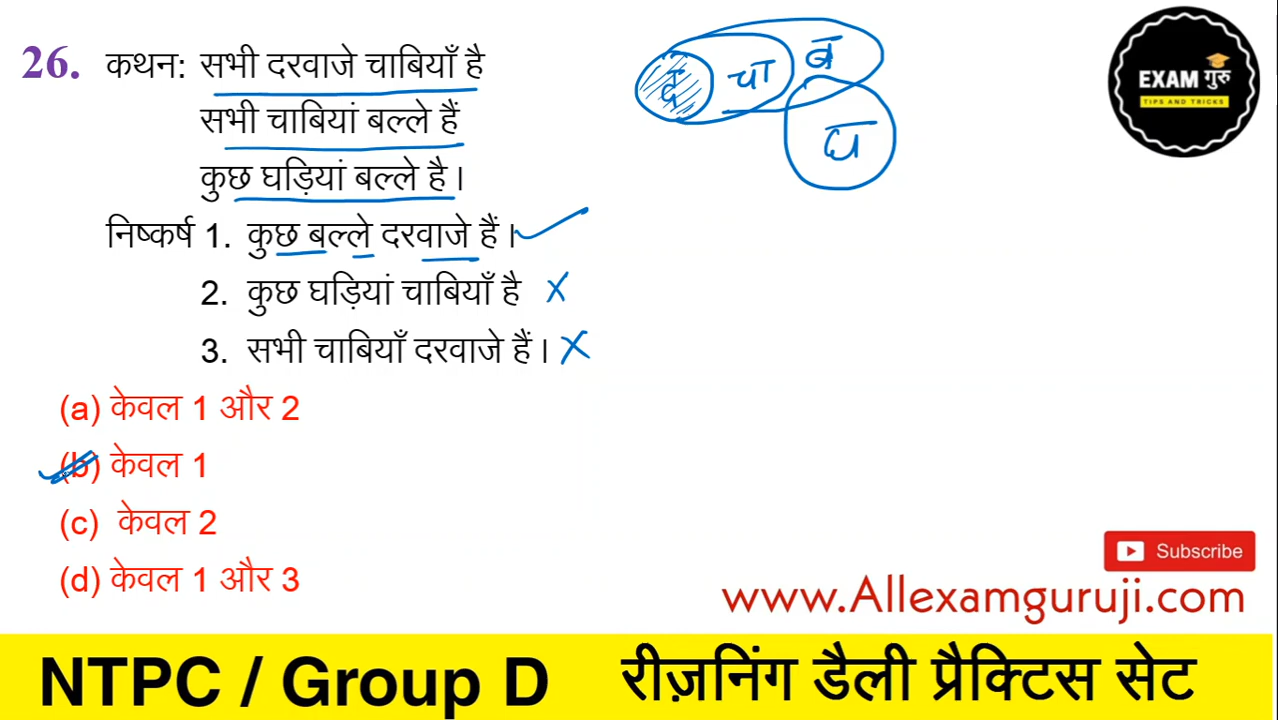 26. कथन: सभी दरवाजे चाबियाँ है
सभी चाबियां बल्ले हैं
कुछ घड़ियां बल्ले है।
निष्कर्ष 1. कुछ बल्ले दरवाजे हैं।
2. कुछ घड़ियां चाबियाँ है
3. सभी चाबियाँ दरवाजे हैं।
(a) केवल 1 और 2
(b) केवल 1
(c) केवल 2
(d) केवल 1 और 3
द चा ब
घ
EXAM गुरु
TIPS AND TRICKS
Subscribe
www.Allexamguruji.com
NTPC / Group D रीज़निंग डैली प्रैक्टिस सेट